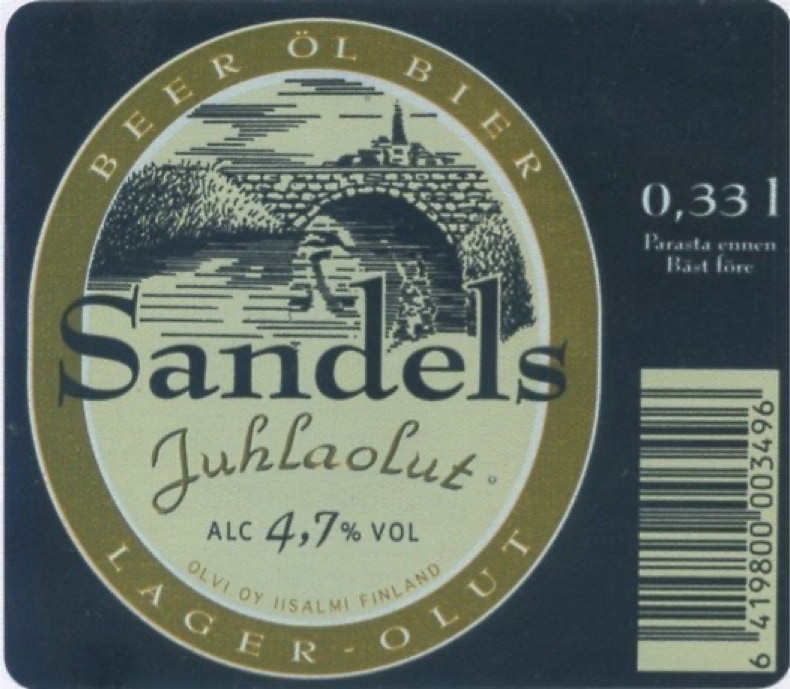 BEER ÖL BIER
Sandels
Juhlaolut
ALC 4,7% VOL
OLVI OY IISALMI FINLAND
LAGER-OLUT
0,33 l
Parasta ennen
Bäst före
6 419800 003496